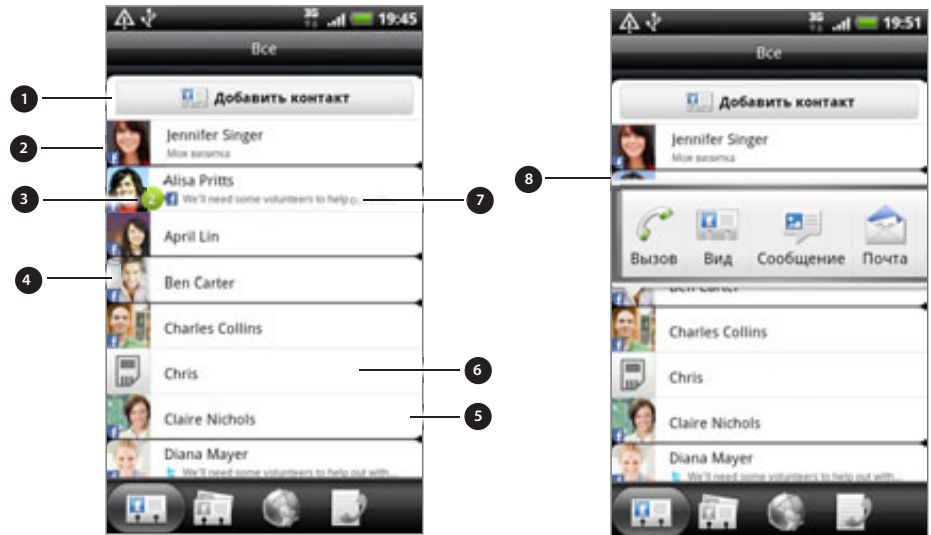 3G 19:45
Все
1
Добавить контакт
2
Jennifer Singer
Моя визитка
Alisa Pritts
3
2
We'll need some volunteers to help
7
April Lin
4
Ben Carter
Charles Collins
Chris
6
Claire Nichols
5
Diana Mayer
We'll need some volunteers to help out with...
3G 19:51
Все
Добавить контакт
Jennifer Singer
Моя визитка
8
Вызов Вид Сообщение Почта
Ben Carter
Charles Collins
Chris
Claire Nichols
Diana Mayer
We'll need some volunteers to help out with...